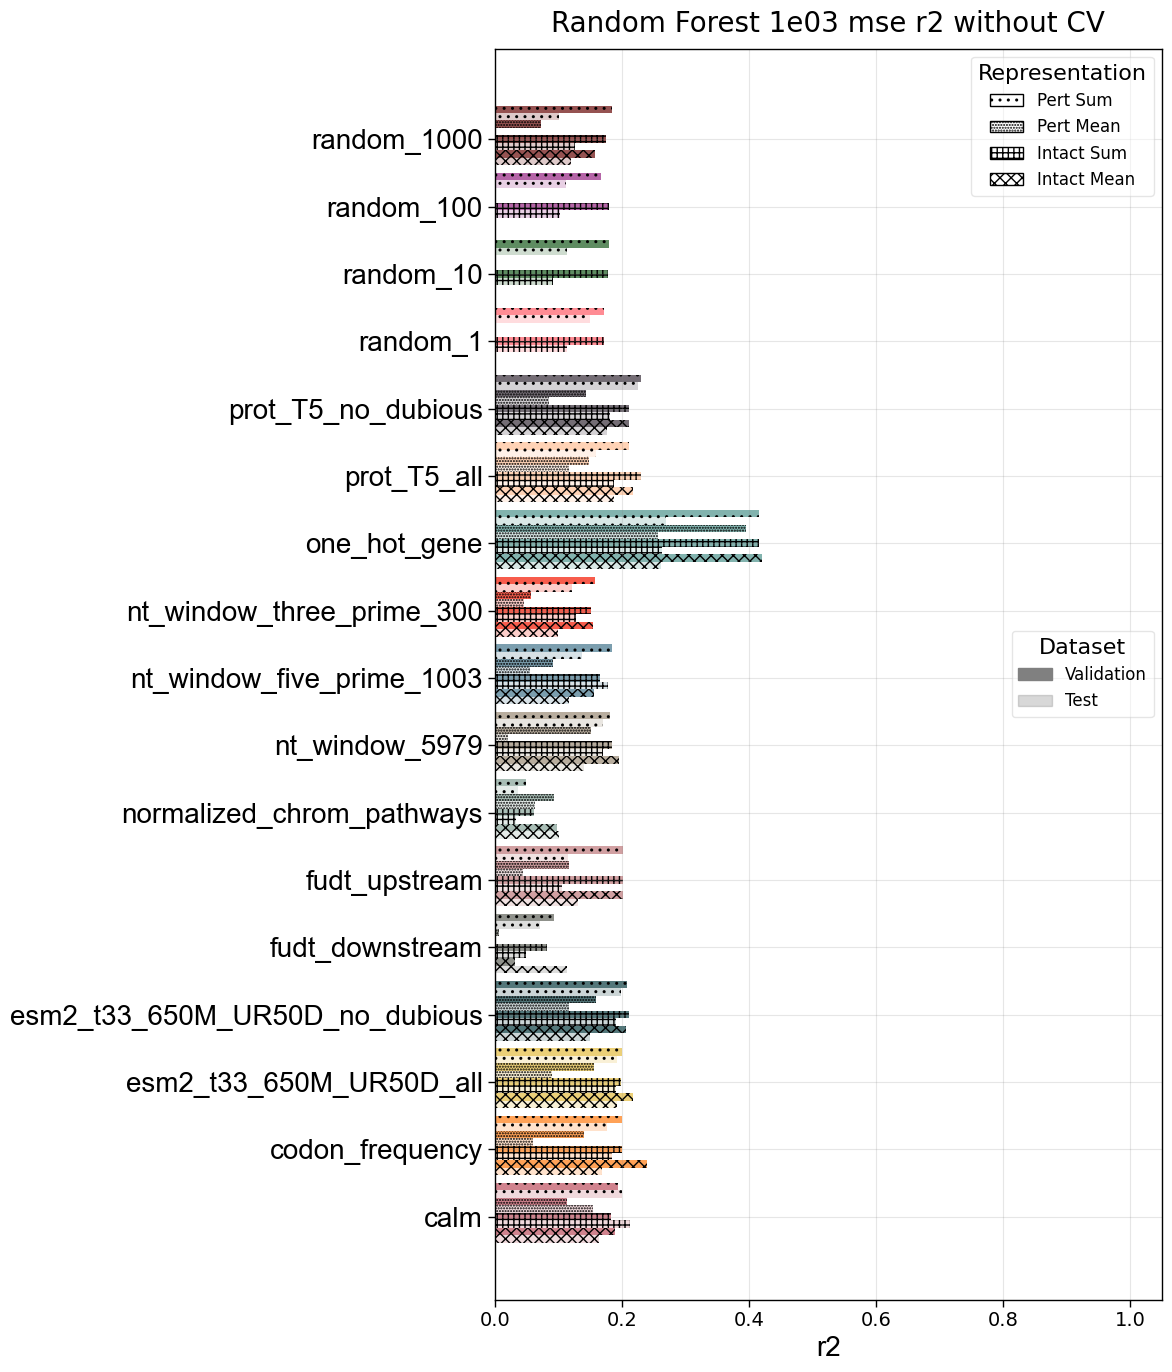 Random Forest 1e03 mse r2 without CV
Representation
Pert Sum
Pert Mean
Intact Sum
Intact Mean
random_1000
random_100
random_10
random_1
prot_T5_no_dubious
prot_T5_all
one_hot_gene
nt_window_three_prime_300
Dataset
Validation
Test
nt_window_five_prime_1003
nt_window_5979
normalized_chrom_pathways
fudt_upstream
fudt_downstream
esm2_t33_650M_UR50D_no_dubious
esm2_t33_650M_UR50D_all
codon_frequency
calm
0.0 0.2 0.4 0.6 0.8 1.0
r2